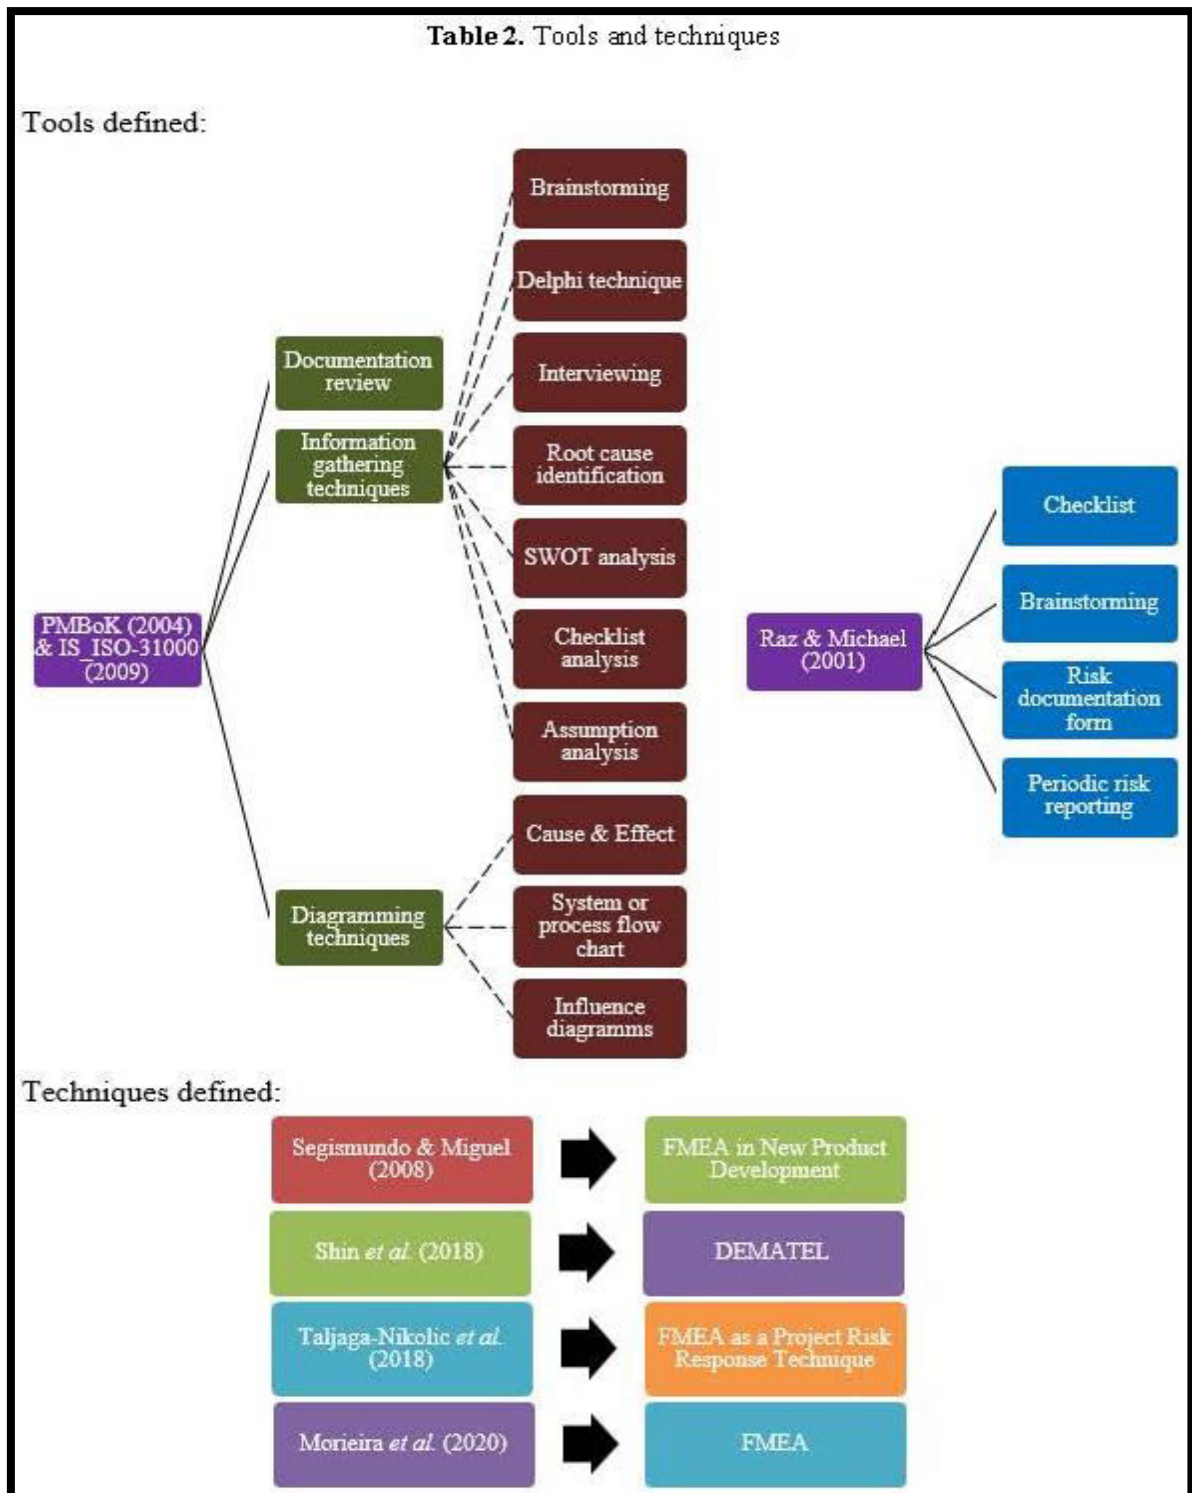 Table 2. Tools and techniques
Tools defined:
PMBoK (2004)
& IS_ISO-31000
(2009)
Documentation
review
Information
gathering
techniques
Diagramming
techniques
Brainstorming
Delphi technique
Interviewing
Root cause
identification
SWOT analysis
Checklist
analysis
Assumption
analysis
Cause & Effect
System or
process flow
chart
Influence
diagramms
Raz & Michael
(2001)
Checklist
Brainstorming
Risk
documentation
form
Periodic risk
reporting
Techniques defined:
Segismundo & Miguel
(2008)
FMEA in New Product
Development
Shin et al. (2018)
DEMATEL
Taljaga-Nikolic et al.
(2018)
FMEA as a Project Risk
Response Technique
Morieira et al. (2020)
FMEA